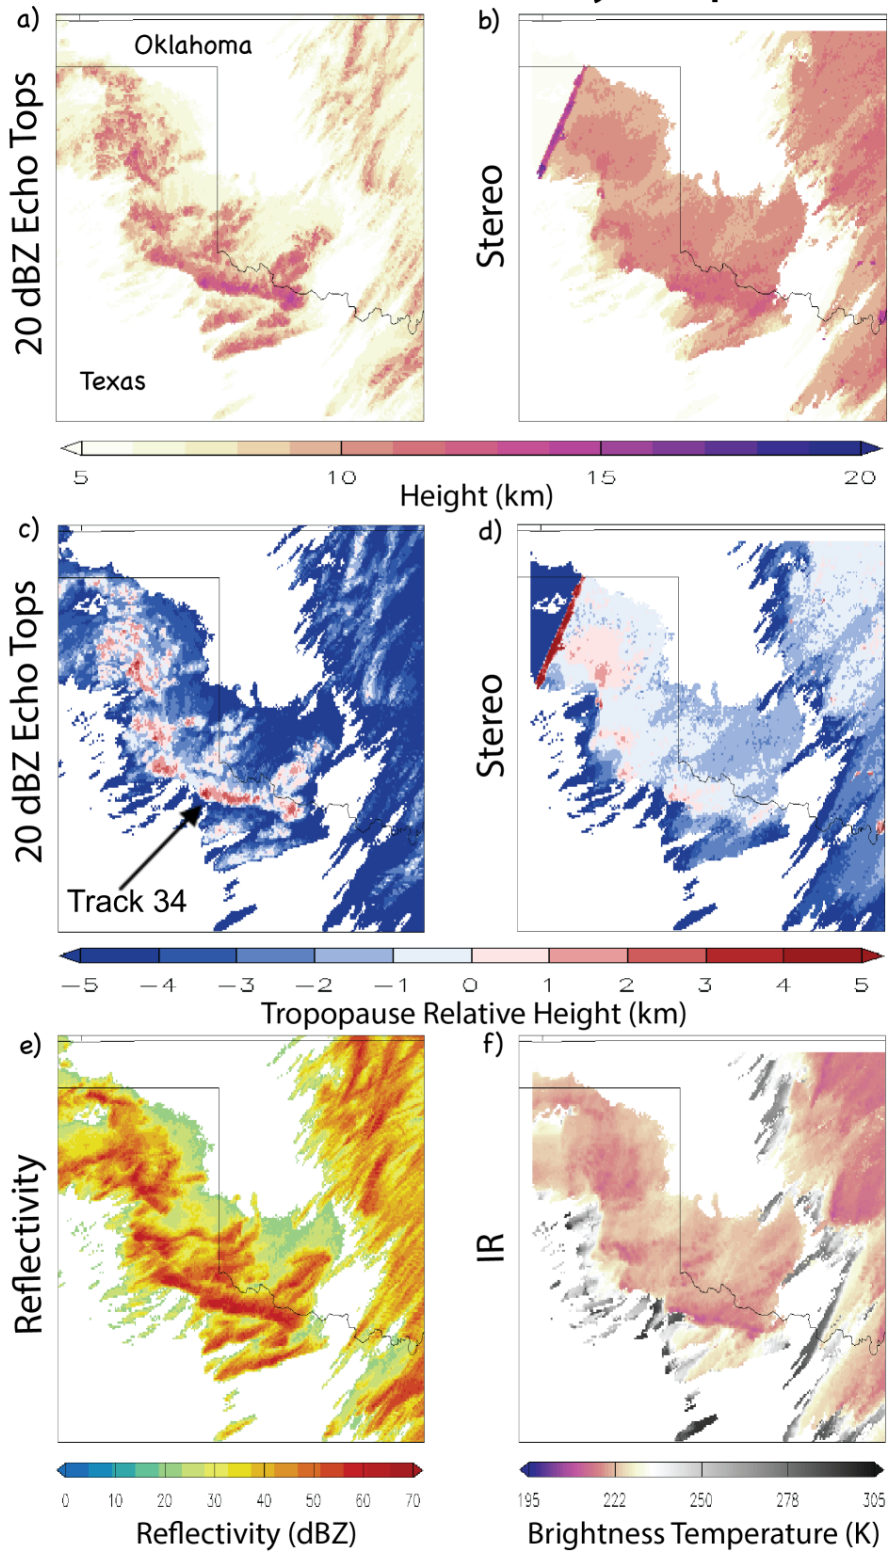 a)
b)
20 dBZ Echo Tops
Oklahoma
Texas
Stereo
5 10 15 20
Height (km)
c)
d)
20 dBZ Echo Tops
Track 34
Stereo
−5 −4 −3 −2 −1 0 1 2 3 4 5
Tropopause Relative Height (km)
e)
f)
Reflectivity
IR
0 10 20 30 40 50 60 70
195 222 250 278 305
Reflectivity (dBZ)
Brightness Temperature (K)